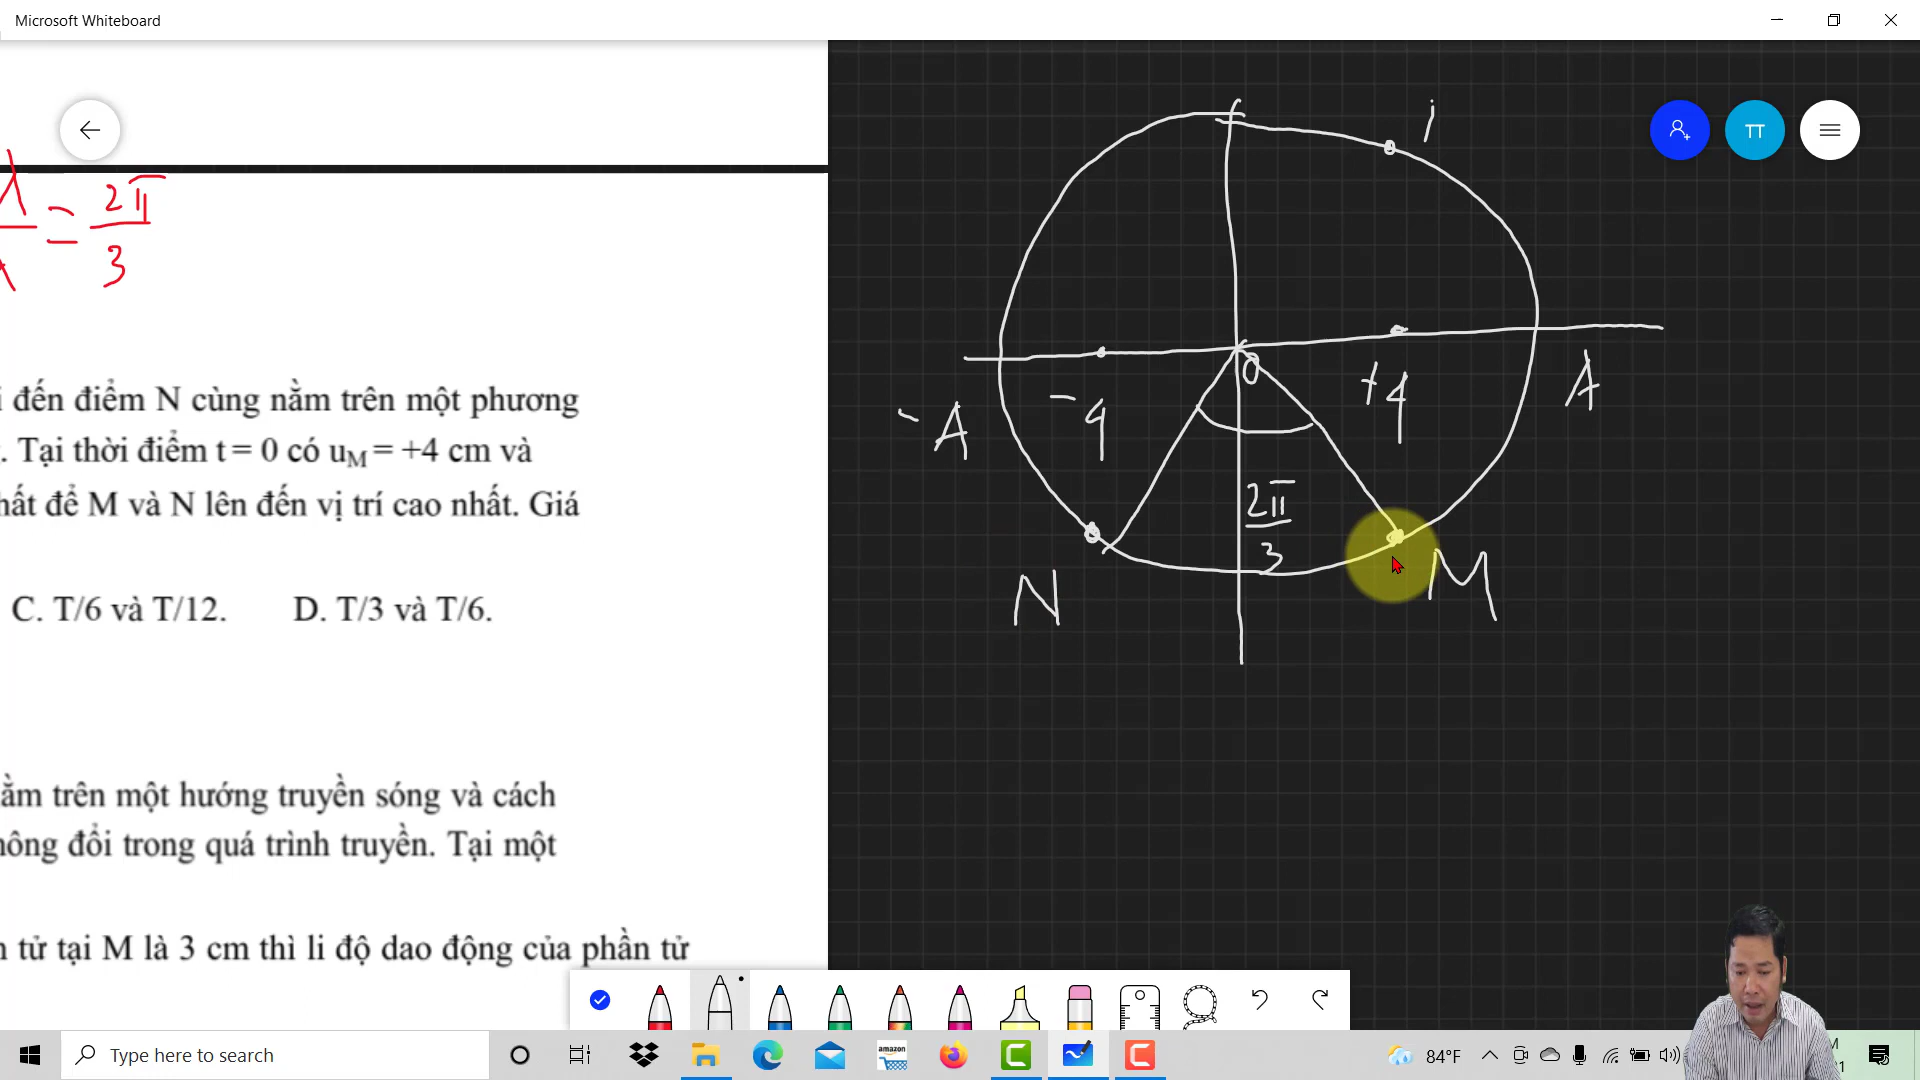 Microsoft Whiteboard
λ = 2π
3
đến điểm N cùng nằm trên một phương
. Tại thời điểm t = 0 có uM = +4 cm và
hất để M và N lên đến vị trí cao nhất. Giá
C. T/6 và T/12. D. T/3 và T/6.
ằm trên một hướng truyền sóng và cách
hông đổi trong quá trình truyền. Tại một
tử tại M là 3 cm thì li độ dao động của phần tử
TT
0
+4
A
-A
-4
2π
3
N
M
Type here to search
amazon
84°F